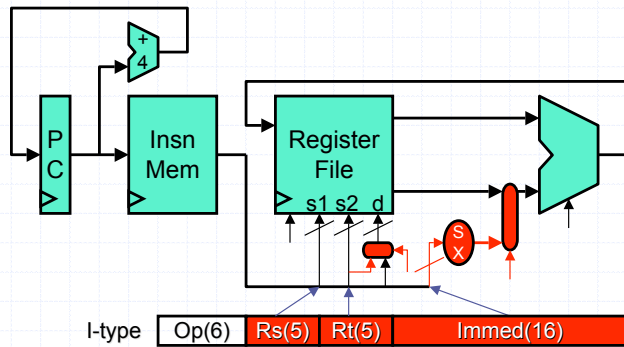 +
4
P
C
Insn
Mem
Register
File
s1 s2 d
S
X
I-type Op(6) Rs(5) Rt(5) Immed(16)